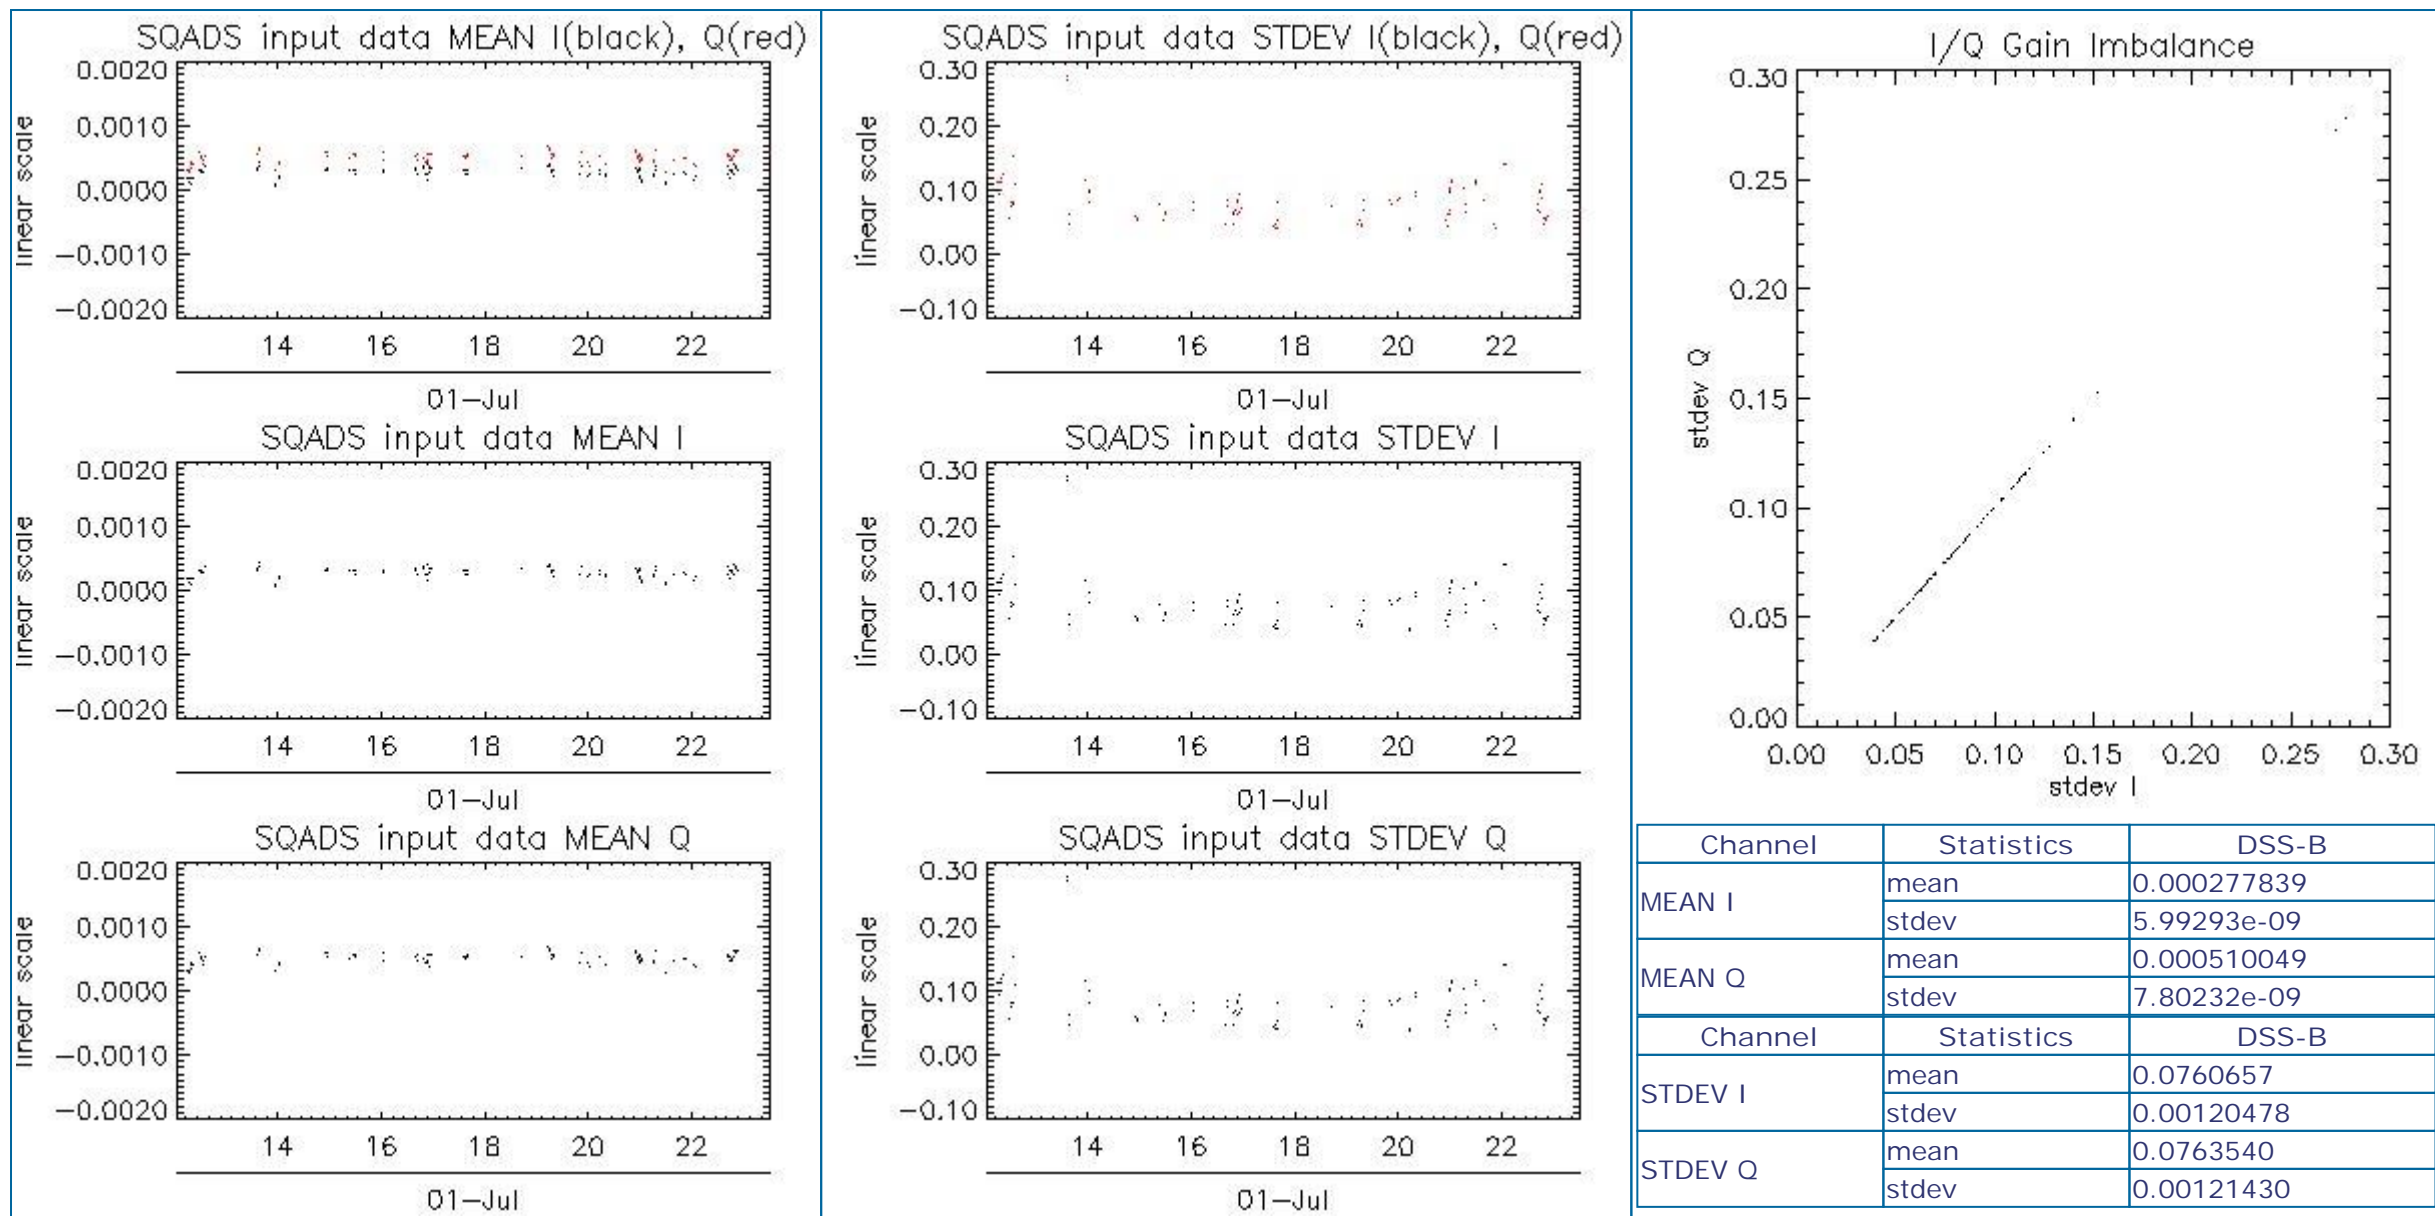 SQADS input data MEAN I(black), Q(red)
linear scale
0.0020
0.0010
0.0000
−0.0010
−0.0020
14 16 18 20 22
01−Jul
SQADS input data MEAN I
linear scale
0.0020
0.0010
0.0000
−0.0010
−0.0020
14 16 18 20 22
01−Jul
SQADS input data MEAN Q
linear scale
0.0020
0.0010
0.0000
−0.0010
−0.0020
14 16 18 20 22
01−Jul
SQADS input data STDEV I(black), Q(red)
linear scale
0.30
0.20
0.10
0.00
−0.10
14 16 18 20 22
01−Jul
SQADS input data STDEV I
linear scale
0.30
0.20
0.10
0.00
−0.10
14 16 18 20 22
01−Jul
SQADS input data STDEV Q
linear scale
0.30
0.20
0.10
0.00
−0.10
14 16 18 20 22
01−Jul
I/Q Gain Imbalance
stdev Q
0.30
0.25
0.20
0.15
0.10
0.05
0.00
0.00 0.05 0.10 0.15 0.20 0.25 0.30
stdev I
Channel Statistics DSS-B
MEAN I
mean 0.000277839
stdev 5.99293e-09
MEAN Q
mean 0.000510049
stdev 7.80232e-09
Channel Statistics DSS-B
STDEV I
mean 0.0760657
stdev 0.00120478
STDEV Q
mean 0.0763540
stdev 0.00121430